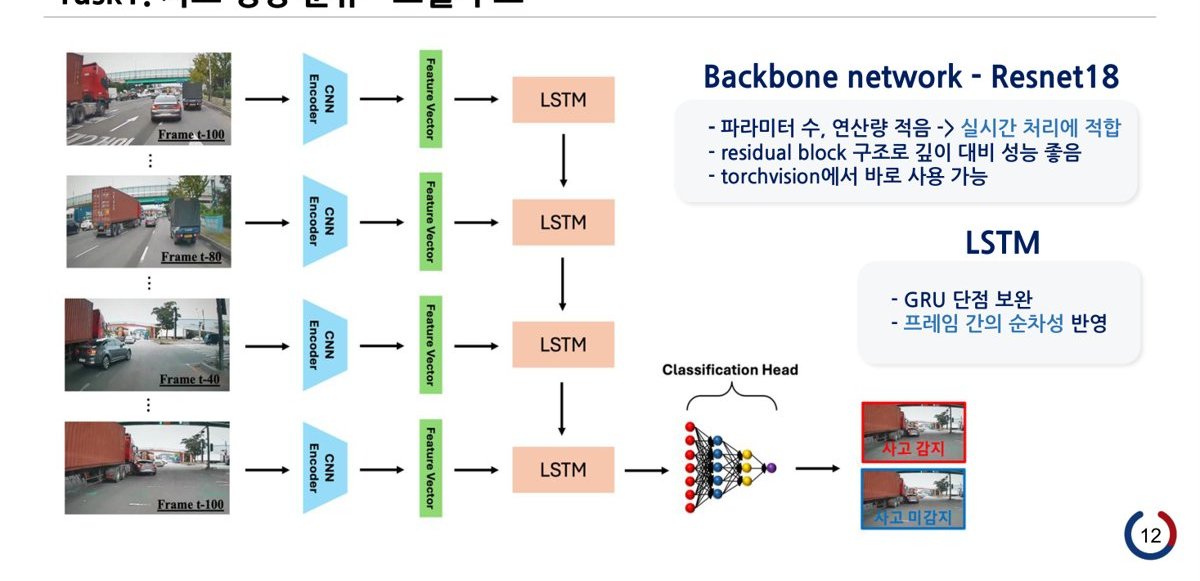 Frame t-100
CNN Encoder
Feature Vector
LSTM
Frame t-80
CNN Encoder
Feature Vector
LSTM
Frame t-40
CNN Encoder
Feature Vector
LSTM
Frame t-100
CNN Encoder
Feature Vector
LSTM
Classification Head
사고 감지
사고 미감지
Backbone network - Resnet18
- 파라미터 수, 연산량 적음 -> 실시간 처리에 적합
- residual block 구조로 깊이 대비 성능 좋음
- torchvision에서 바로 사용 가능
LSTM
- GRU 단점 보완
- 프레임 간의 순차성 반영
12